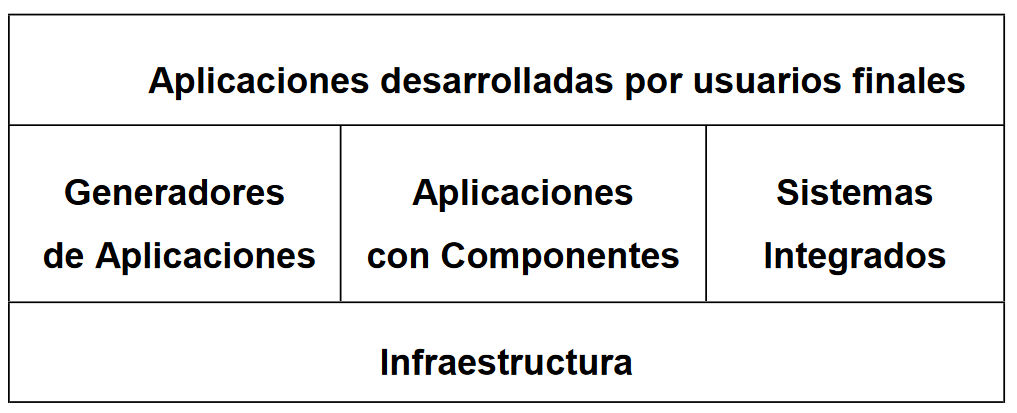 Aplicaciones desarrolladas por usuarios finales
Generadores
de Aplicaciones
Aplicaciones
con Componentes
Sistemas
Integrados
Infraestructura